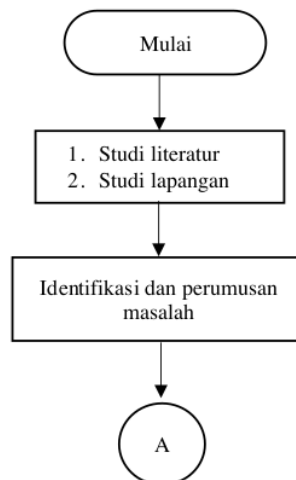 Mulai
1. Studi literatur
2. Studi lapangan
Identifikasi dan perumusan
masalah
A